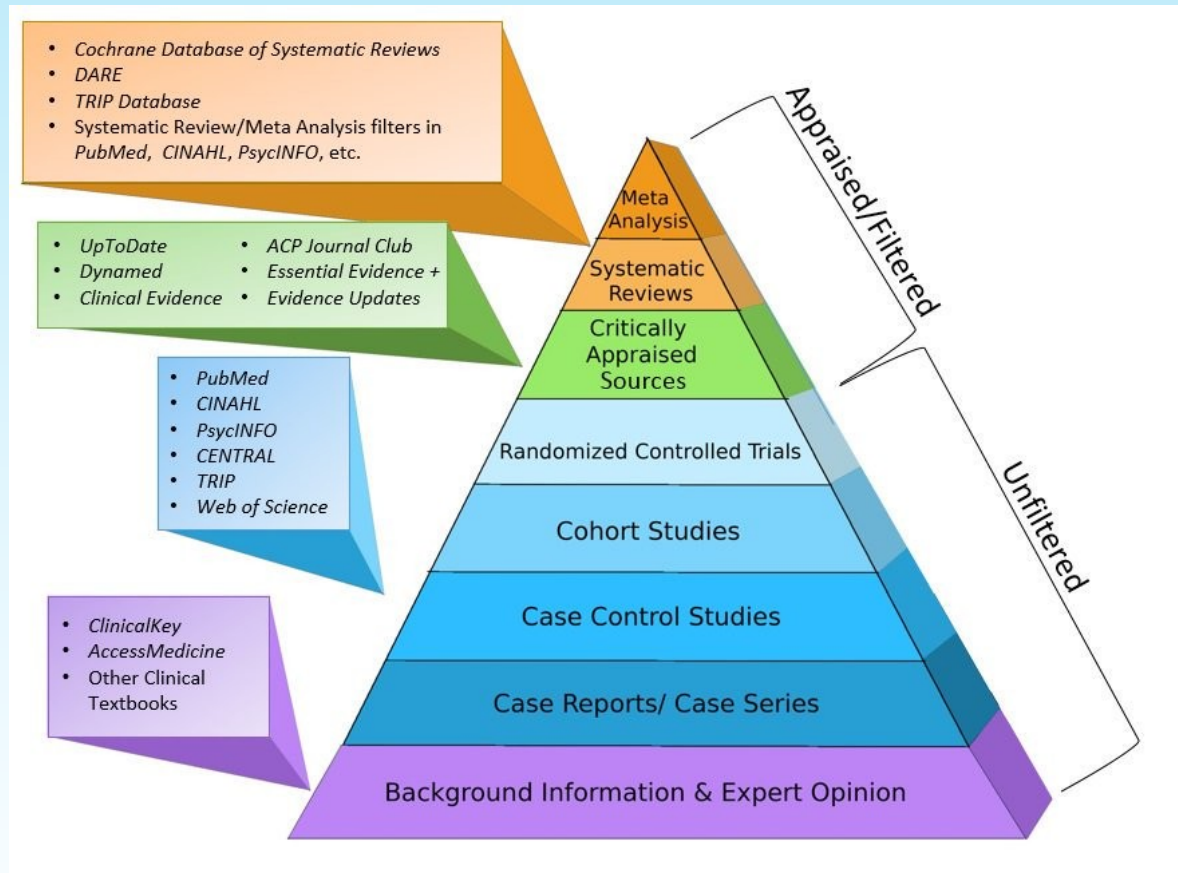 • Cochrane Database of Systematic Reviews
• DARE
• TRIP Database
• Systematic Review/Meta Analysis filters in
PubMed, CINAHL, PsycINFO, etc.
• UpToDate
• Dynamed
• Clinical Evidence
• ACP Journal Club
• Essential Evidence +
• Evidence Updates
• PubMed
• CINAHL
• PsycINFO
• CENTRAL
• TRIP
• Web of Science
• ClinicalKey
• AccessMedicine
• Other Clinical
Textbooks
Meta
Analysis
Systematic
Reviews
Critically
Appraised
Sources
Randomized Controlled Trials
Cohort Studies
Case Control Studies
Case Reports/ Case Series
Background Information & Expert Opinion
Appraised/Filtered
Unfiltered